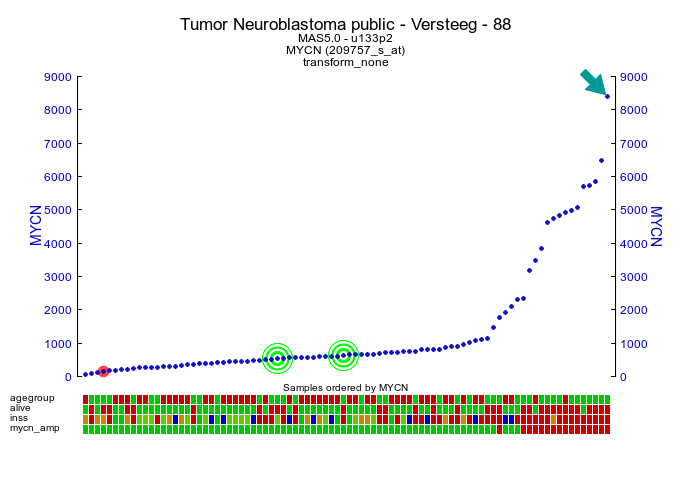 Tumor Neuroblastoma public - Versteeg - 88
MAS5.0 - u133p2
MYCN (209757_s_at)
transform_none
9000 9000
8000 8000
7000 7000
6000 6000
5000 5000
4000 4000
3000 3000
2000 2000
1000 1000
0 0
MYCN
MYCN
Samples ordered by MYCN
agegroup
alive
inss
mycn_amp